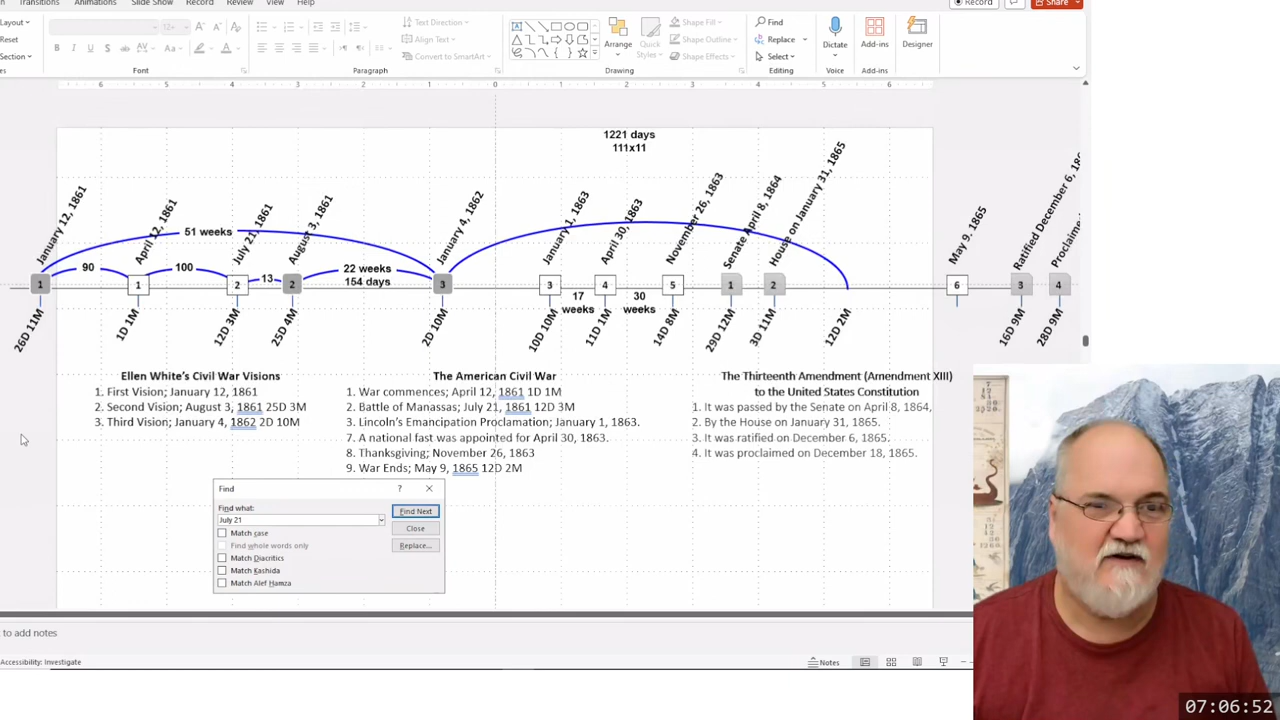 Transitions Animations Slide Show Record Review View Help
Record Share
Layout
Reset
Section
Text Direction
Align Text
Convert to SmartArt
Arrange
Quick Styles
Shape Fill
Shape Outline
Shape Effects
Find
Replace
Select
Dictate
Add-ins
Designer
Font Paragraph Drawing Editing Voice Add-ins
6 5 4 3 2 1 0 1 2 3 4 5 6
1221 days
111x11
January 12, 1861
April 12, 1861
July 21, 1861
August 3, 1861
January 4, 1862
January 1, 1863
April 30, 1863
November 26, 1863
Senate April 8, 1864
House on January 31, 1865
May 9, 1865
Ratified December 6,
Proclaime
51 weeks
90 100 13
22 weeks
154 days
1 1 2 2 3 3 4 5 1 2 6 3 4
17
weeks
30
weeks
26D 11M
1D 1M
12D 3M
25D 4M
2D 10M
10D 10M
11D 1M
14D 8M
29D 12M
3D 11M
12D 2M
16D 9M
28D 9M
Ellen White's Civil War Visions
1. First Vision; January 12, 1861
2. Second Vision; August 3, 1861 25D 3M
3. Third Vision; January 4, 1862 2D 10M
The American Civil War
1. War commences; April 12, 1861 1D 1M
2. Battle of Manassas; July 21, 1861 12D 3M
3. Lincoln's Emancipation Proclamation; January 1, 1863.
7. A national fast was appointed for April 30, 1863.
8. Thanksgiving; November 26, 1863
9. War Ends; May 9, 1865 12D 2M
The Thirteenth Amendment (Amendment XIII)
to the United States Constitution
1. It was passed by the Senate on April 8, 1864,
2. By the House on January 31, 1865.
3. It was ratified on December 6, 1865.
4. It was proclaimed on December 18, 1865.
Find ? ×
Find what:
July 21
Find Next
Close
Replace...
Match case
Find whole words only
Match Diacritics
Match Kashida
Match Alef Hamza
to add notes
Accessibility: Investigate
Notes
07:06:52